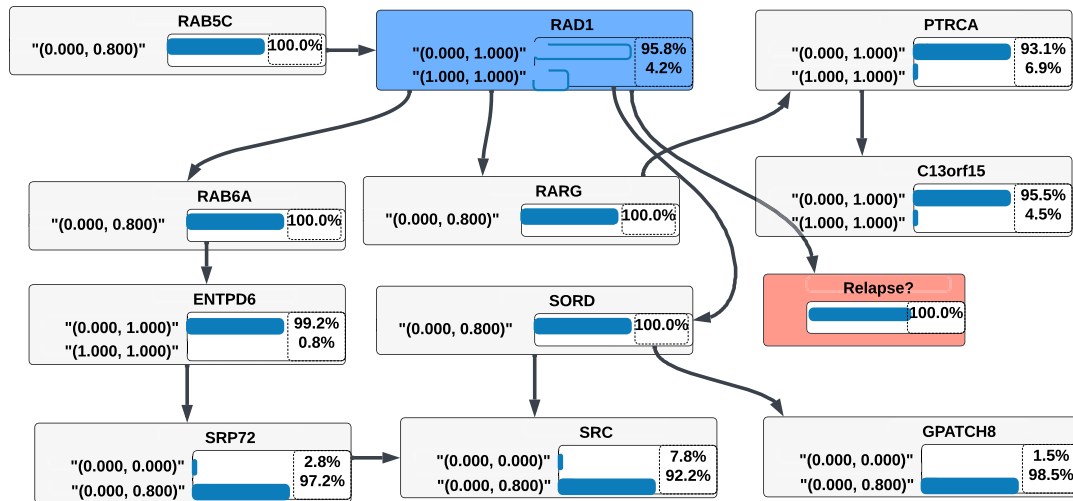 RAB5C
"(0.000, 0.800)" 100.0%
RAD1
"(0.000, 1.000)" 95.8%
"(1.000, 1.000)" 4.2%
PTRCA
"(0.000, 1.000)" 93.1%
"(1.000, 1.000)" 6.9%
RAB6A
"(0.000, 0.800)" 100.0%
RARG
"(0.000, 0.800)" 100.0%
C13orf15
"(0.000, 1.000)" 95.5%
"(1.000, 1.000)" 4.5%
ENTPD6
"(0.000, 1.000)" 99.2%
"(1.000, 1.000)" 0.8%
SORD
"(0.000, 0.800)" 100.0%
Relapse?
100.0%
SRP72
"(0.000, 0.000)" 2.8%
"(0.000, 0.800)" 97.2%
SRC
"(0.000, 0.000)" 7.8%
"(0.000, 0.800)" 92.2%
GPATCH8
"(0.000, 0.000)" 1.5%
"(0.000, 0.800)" 98.5%